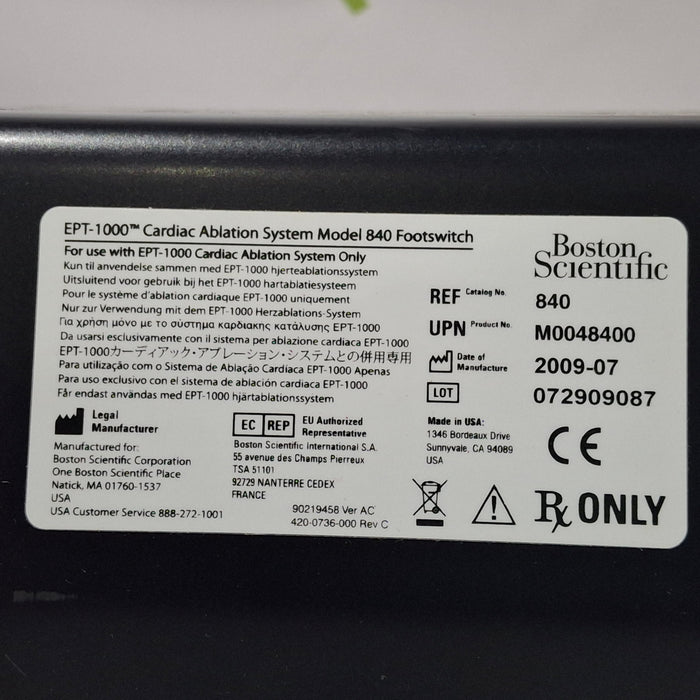 EPT-1000™ Cardiac Ablation System Model 840 Footswitch
For use with EPT-1000 Cardiac Ablation System Only
Kun til anvendelse sammen med EPT-1000 hjerteablationssystem
Uitsluitend voor gebruik bij het EPT-1000 hartablatiesysteem
Pour le système d'ablation cardiaque EPT-1000 uniquement
Nur zur Verwendung mit dem EPT-1000 Herzablations-System
Για χρήση μόνο με το σύστημα καρδιακής κατάλυσης EPT-1000
Da usarsi esclusivamente con il sistema per ablazione cardiaca EPT-1000
EPT-1000カーディアック・アブレーション・システムとの併用専用
Para utilização com o Sistema de Ablação Cardíaca EPT-1000 Apenas
Para uso exclusivo con el sistema de ablación cardiaca EPT-1000
Får endast användas med EPT-1000 hjärtablationssystem
Boston
Scientific
REF Catalog No. 840
UPN Product No. M0048400
Date of
Manufacture 2009-07
LOT 072909087
Legal
Manufacturer
Manufactured for:
Boston Scientific Corporation
One Boston Scientific Place
Natick, MA 01760-1537
USA
USA Customer Service 888-272-1001
EC REP EU Authorized
Representative
Boston Scientific International S.A.
55 avenue des Champs Pierreux
TSA 51101
92729 NANTERRE CEDEX
FRANCE
90219458 Ver AC
420-0736-000 Rev C
Made in USA:
1346 Bordeaux Drive
Sunnyvale, CA 94089
USA
CE
Rx ONLY